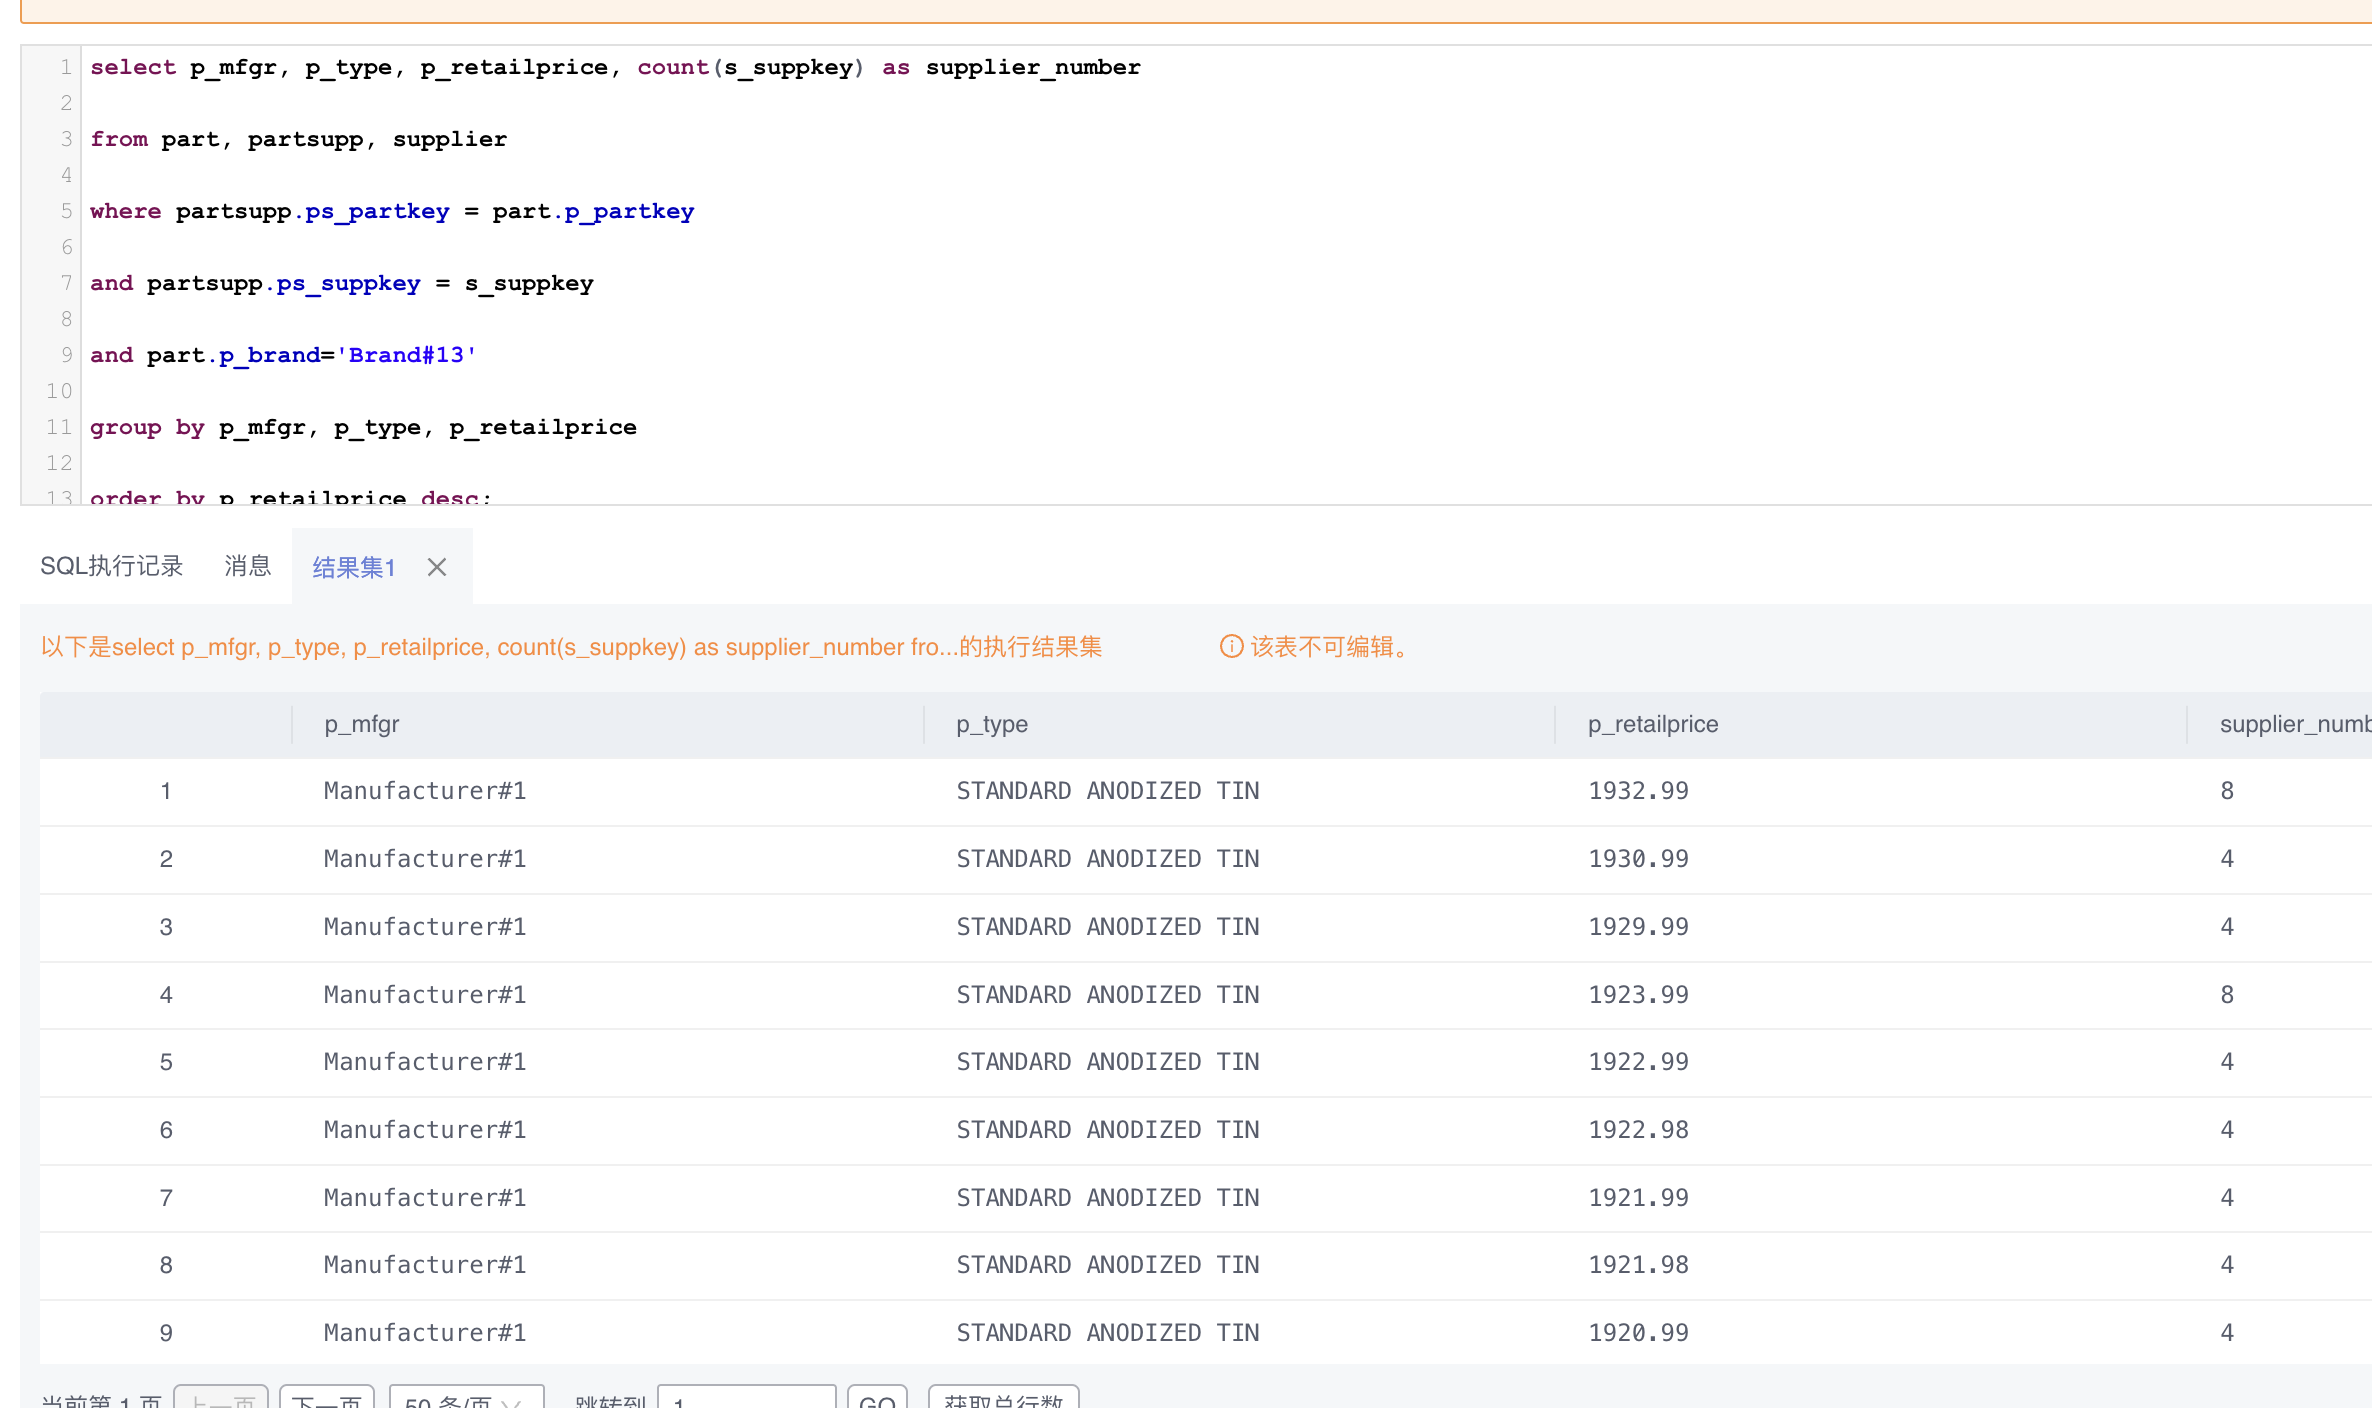 1 select p_mfgr, p_type, p_retailprice, count(s_suppkey) as supplier_number
2
3 from part, partsupp, supplier
4
5 where partsupp.ps_partkey = part.p_partkey
6
7 and partsupp.ps_suppkey = s_suppkey
8
9 and part.p_brand='Brand#13'
10
11 group by p_mfgr, p_type, p_retailprice
12
13 order by p_retailprice desc;
SQL执行记录 消息 结果集1
以下是select p_mfgr, p_type, p_retailprice, count(s_suppkey) as supplier_number fro...的执行结果集 该表不可编辑。
p_mfgr p_type p_retailprice supplier_numb
1 Manufacturer#1 STANDARD ANODIZED TIN 1932.99 8
2 Manufacturer#1 STANDARD ANODIZED TIN 1930.99 4
3 Manufacturer#1 STANDARD ANODIZED TIN 1929.99 4
4 Manufacturer#1 STANDARD ANODIZED TIN 1923.99 8
5 Manufacturer#1 STANDARD ANODIZED TIN 1922.99 4
6 Manufacturer#1 STANDARD ANODIZED TIN 1922.98 4
7 Manufacturer#1 STANDARD ANODIZED TIN 1921.99 4
8 Manufacturer#1 STANDARD ANODIZED TIN 1921.98 4
9 Manufacturer#1 STANDARD ANODIZED TIN 1920.99 4
当前第 1 页 上一页 下一页 50 条/页 跳转到 1 GO 获取总行数